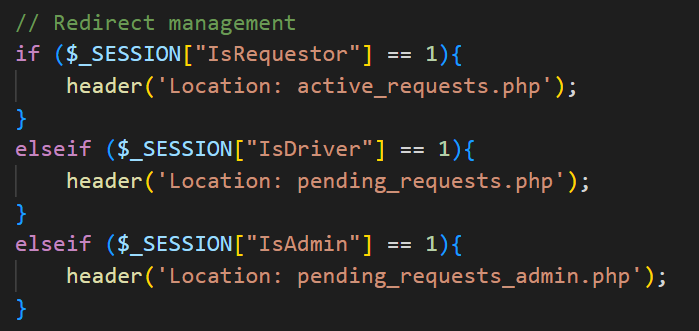 // Redirect management
if ($_SESSION["IsRequestor"] == 1){
    header('Location: active_requests.php');
}
elseif ($_SESSION["IsDriver"] == 1){
    header('Location: pending_requests.php');
}
elseif ($_SESSION["IsAdmin"] == 1){
    header('Location: pending_requests_admin.php');
}